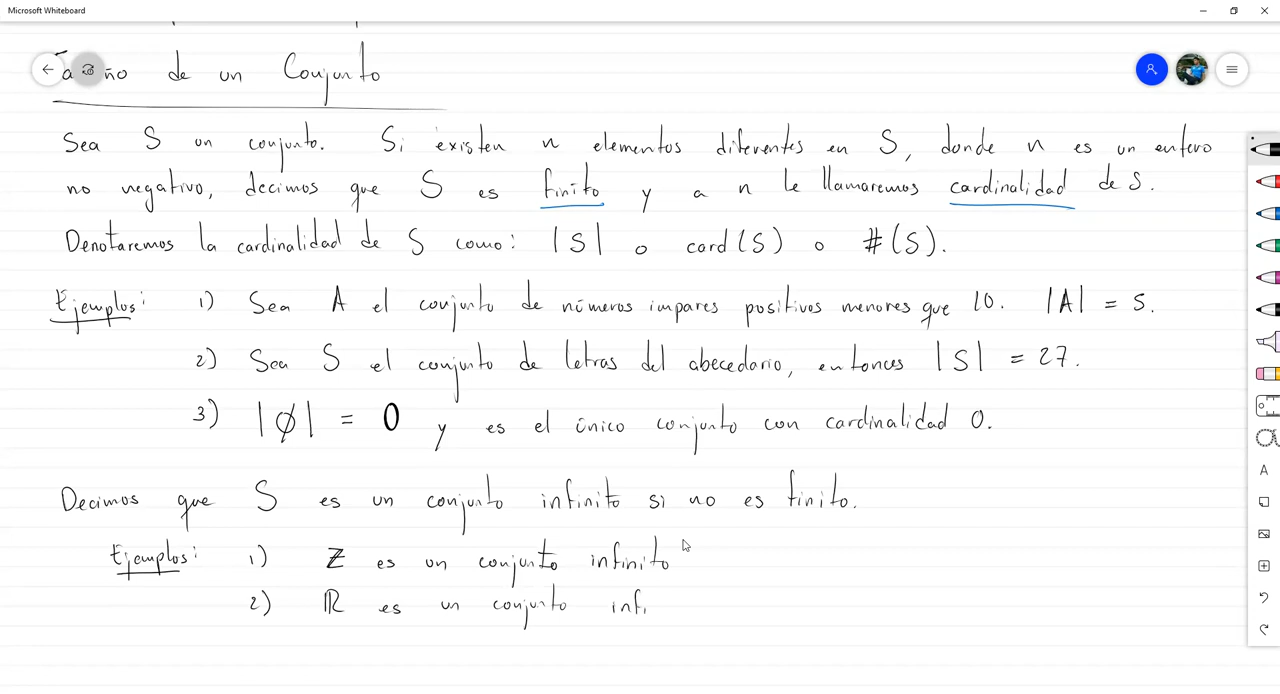 Microsoft Whiteboard
Tamaño de un Conjunto
Sea S un conjunto. Si existen n elementos diferentes en S, donde n es un entero
no negativo, decimos que S es finito y a n le llamaremos cardinalidad de S.
Denotaremos la cardinalidad de S como: |S| o card(S) o #(S).
Ejemplos: 1) Sea A el conjunto de números impares positivos menores que 10. |A| = 5.
2) Sea S el conjunto de letras del abecedario, entonces |S| = 27.
3) |∅| = 0 y es el único conjunto con cardinalidad 0.
Decimos que S es un conjunto infinito si no es finito.
Ejemplos: 1) ℤ es un conjunto infinito
2) ℝ es un conjunto infi